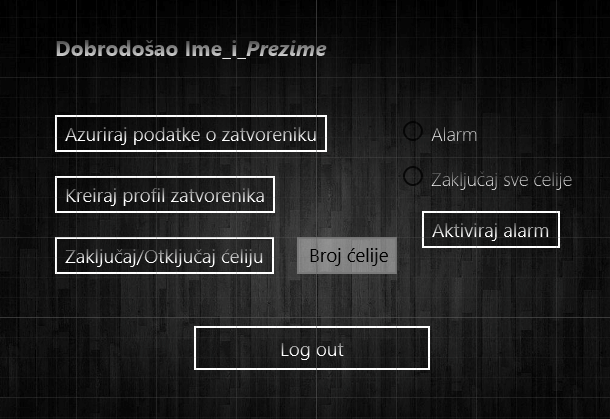 Dobrodošao Ime_i_Prezime
Azuriraj podatke o zatvoreniku
Alarm
Kreiraj profil zatvorenika
Zaključaj sve ćelije
Aktiviraj alarm
Zaključaj/Otključaj ćeliju
Broj ćelije
Log out